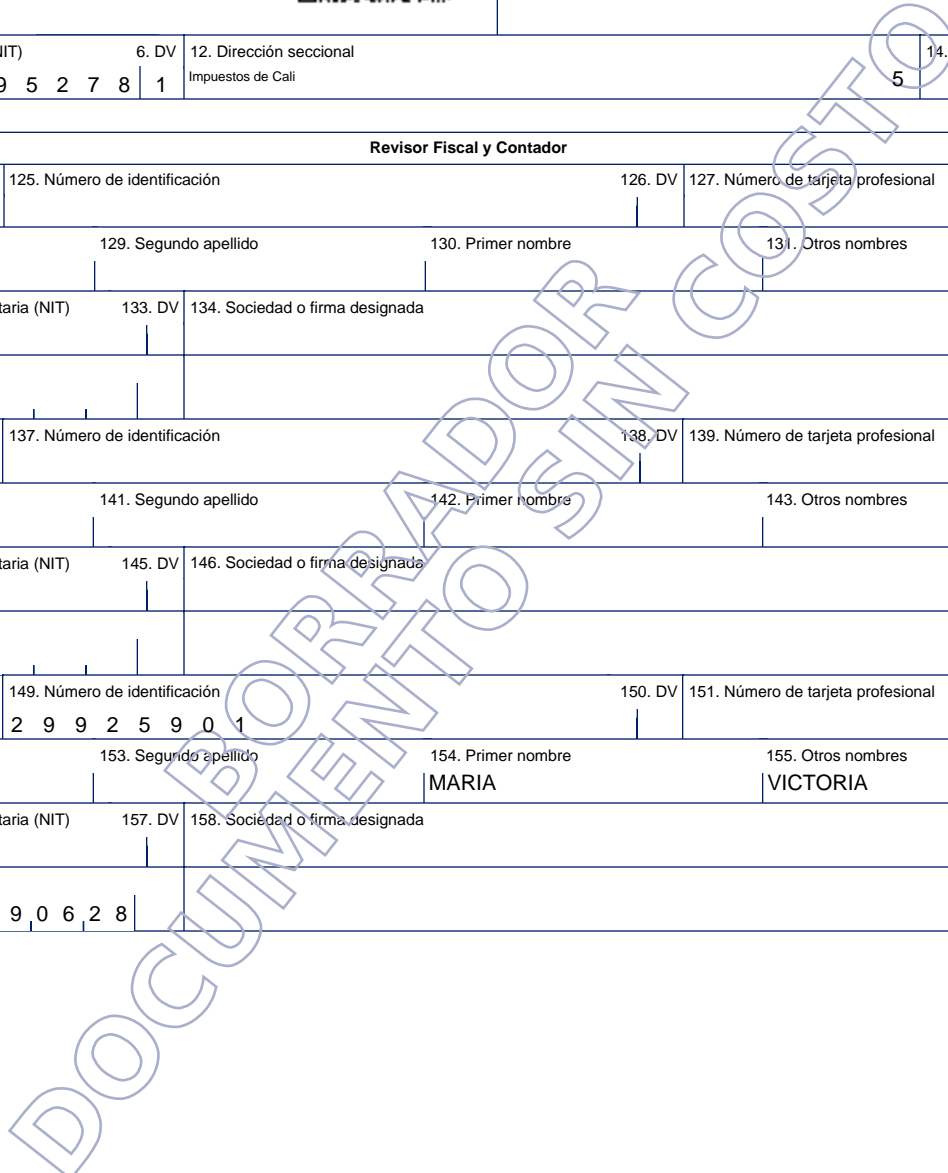 NIT) 6. DV 12. Dirección seccional 14.
9 5 2 7 8 1 Impuestos de Cali 5
Revisor Fiscal y Contador
125. Número de identificación 126. DV 127. Número de tarjeta profesional
129. Segundo apellido 130. Primer nombre 131. Otros nombres
taria (NIT) 133. DV 134. Sociedad o firma designada
137. Número de identificación 138. DV 139. Número de tarjeta profesional
141. Segundo apellido 142. Primer nombre 143. Otros nombres
taria (NIT) 145. DV 146. Sociedad o firma designada
149. Número de identificación 150. DV 151. Número de tarjeta profesional
2 9 9 2 5 9 0 1
153. Segundo apellido 154. Primer nombre 155. Otros nombres
MARIA VICTORIA
taria (NIT) 157. DV 158. Sociedad o firma designada
9 0 6 2 8
BORRADOR
DOCUMENTO SIN COSTO